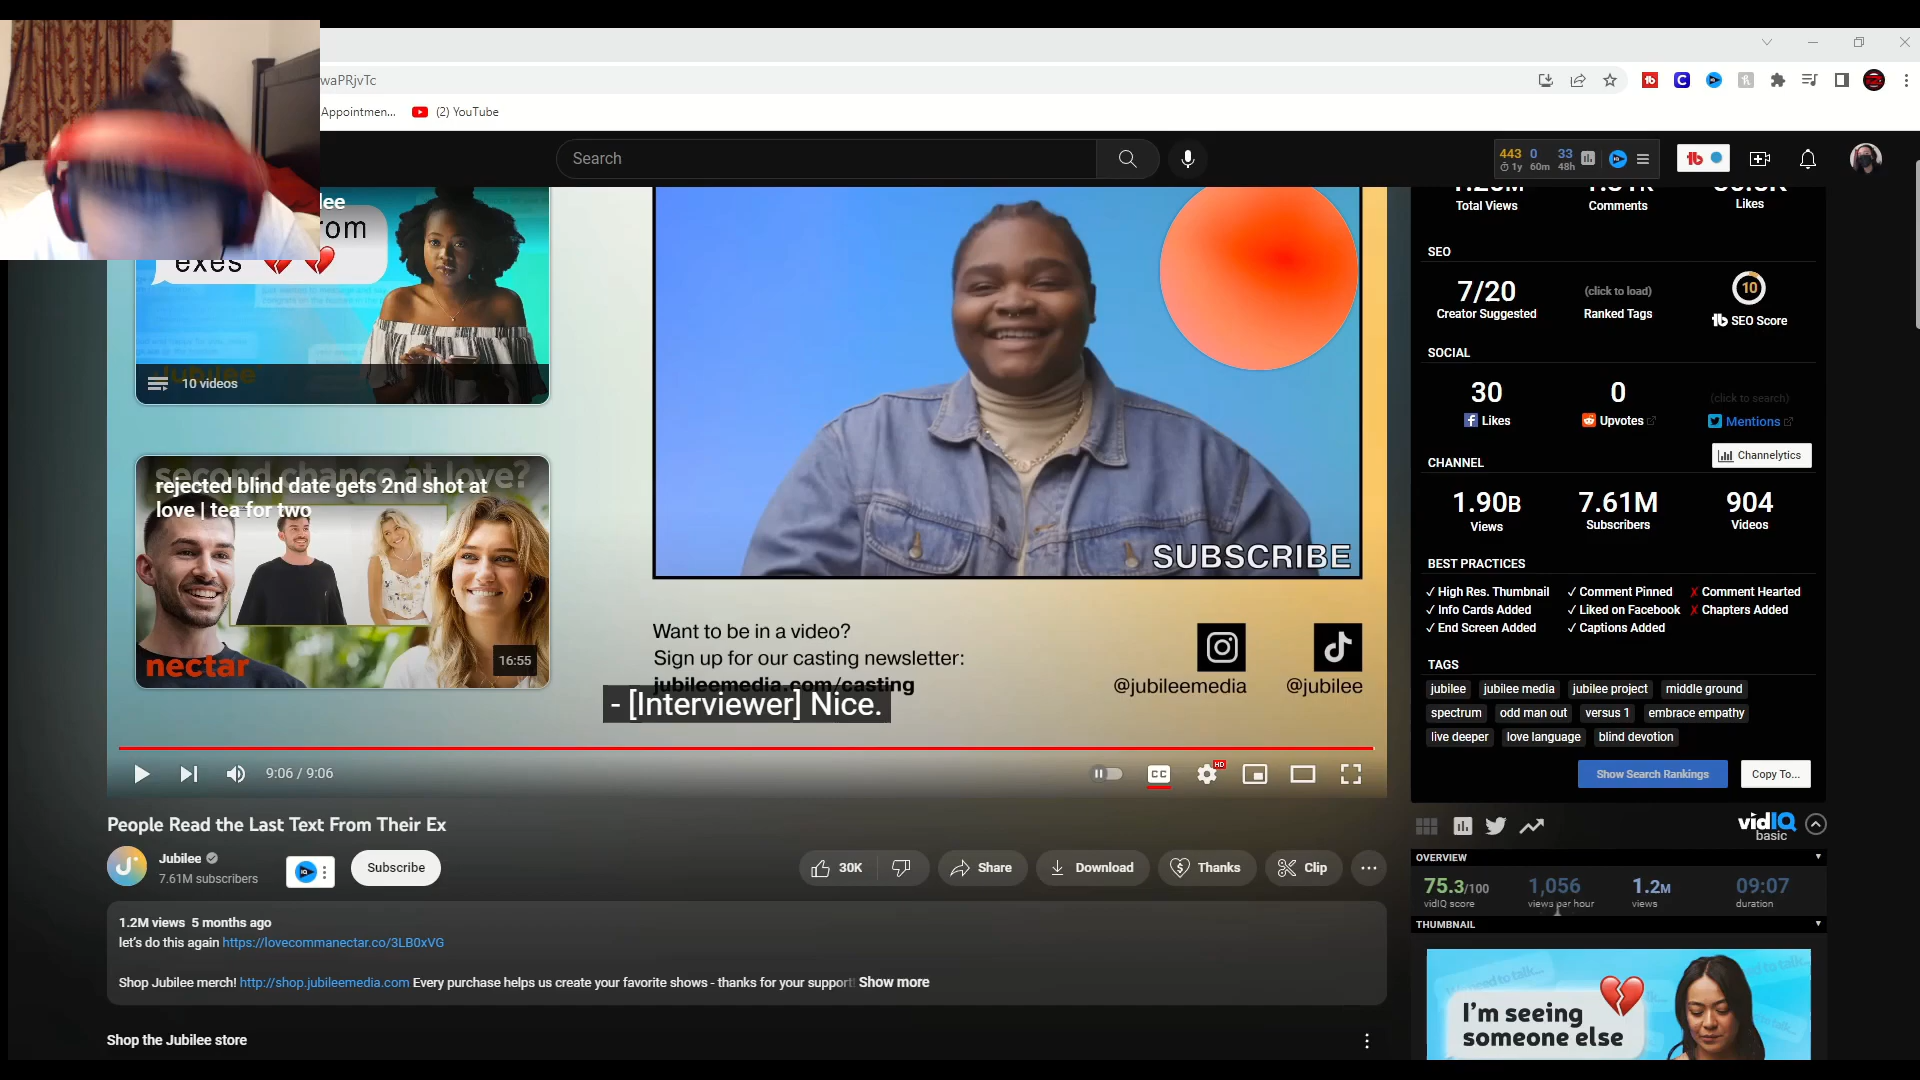 waPRjvTc
Appointmen...
(2) YouTube
Search
443 0 33
1y 60m 48h
lee
rom
exes
10 videos
second chance at love?
rejected blind date gets 2nd shot at
love | tea for two
nectar
16:55
SUBSCRIBE
Want to be in a video?
Sign up for our casting newsletter:
jubileemedia.com/casting
@jubileemedia
@jubilee
- [Interviewer] Nice.
9:06 / 9:06
CC
HD
People Read the Last Text From Their Ex
Jubilee
7.61M subscribers
Subscribe
30K
Share
Download
Thanks
Clip
1.2M views 5 months ago
let's do this again https://lovecommanectar.co/3LB0xVG
Shop Jubilee merch! http://shop.jubileemedia.com Every purchase helps us create your favorite shows - thanks for your support! Show more
Shop the Jubilee store
Total Views
Comments
Likes
SEO
7/20
Creator Suggested
(click to load)
Ranked Tags
10
tb SEO Score
SOCIAL
30
Likes
0
Upvotes
(click to search)
Mentions
CHANNEL
Channelytics
1.90B
Views
7.61M
Subscribers
904
Videos
BEST PRACTICES
✓ High Res. Thumbnail ✓ Comment Pinned ✗ Comment Hearted
✓ Info Cards Added ✓ Liked on Facebook ✗ Chapters Added
✓ End Screen Added ✓ Captions Added
TAGS
jubilee jubilee media jubilee project middle ground
spectrum odd man out versus 1 embrace empathy
live deeper love language blind devotion
Show Search Rankings
Copy To...
vidIQ
basic
OVERVIEW
75.3/100 1,056 1.2M 09:07
vidIQ score views per hour views duration
THUMBNAIL
I'm seeing
someone else